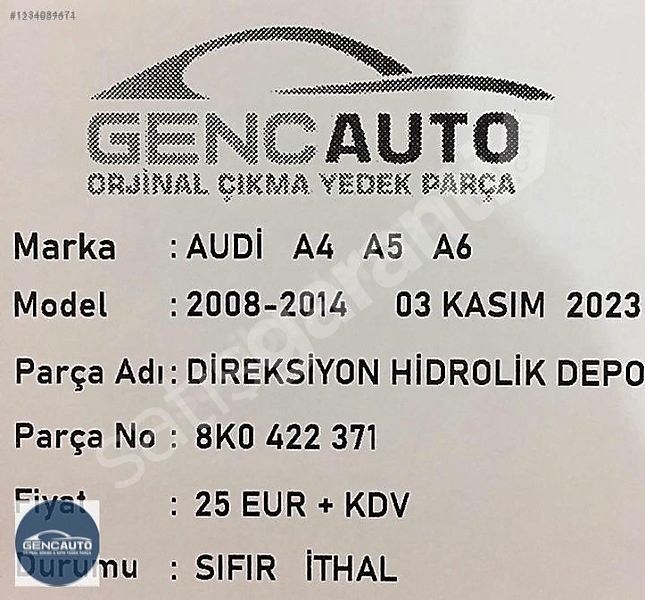 GENCAUTO
ORJİNAL ÇIKMA YEDEK PARÇA
Marka : AUDİ A4 A5 A6
Model : 2008-2014 03 KASIM 2023
Parça Adı : DİREKSİYON HİDROLİK DEPO
Parça No : 8K0 422 371
Fiyat : 25 EUR + KDV
GENCAUTO
Durumu : SIFIR İTHAL